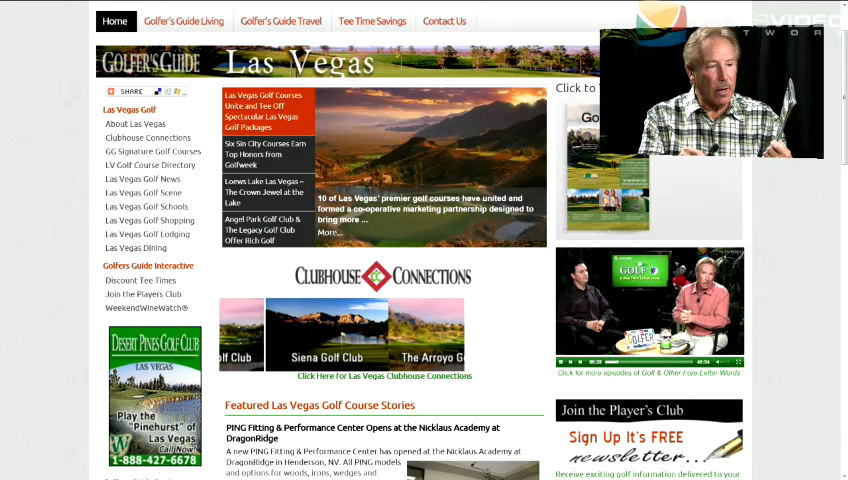 Home
Golfer's Guide Living
Golfer's Guide Travel
Tee Time Savings
Contact Us
VIDEO
NETWORK
GOLFER'S GUIDE
Las Vegas
SHARE
Las Vegas Golf
About Las Vegas
Clubhouse Connections
GG Signature Golf Courses
LV Golf Course Directory
Las Vegas Golf News
Las Vegas Golf Scene
Las Vegas Golf Schools
Las Vegas Golf Shopping
Las Vegas Golf Lodging
Las Vegas Dining
Golfers Guide Interactive
Discount Tee Times
Join the Players Club
WeekendWineWatch®
DESERT PINES GOLF CLUB
LAS VEGAS
Play the
"Pinehurst" of
Las Vegas
Call Now!
1-888-427-6678
Las Vegas Golf Courses
Unite and Tee Off
Spectacular Las Vegas
Golf Packages
Six Sin City Courses Earn
Top Honors from
Golfweek
Loews Lake Las Vegas –
The Crown Jewel at the
Lake
Angel Park Golf Club &
The Legacy Golf Club
Offer Rich Golf
10 of Las Vegas' premier golf courses have united and
formed a co-operative marketing partnership designed to
bring more ...
More...
CLUBHOUSE CONNECTIONS
olf Club
Siena Golf Club
The Arroyo G
Click Here for Las Vegas Clubhouse Connections
Featured Las Vegas Golf Course Stories
PING Fitting & Performance Center Opens at the Nicklaus Academy at
DragonRidge
A new PING Fitting & Performance Center has opened at the Nicklaus Academy at
DragonRidge in Henderson, NV. All PING models
and options for woods, irons, wedges and
Click to
Go
GOLF
06:28
Click for more episodes of Golf & Other Fore-Letter Words
Join the Player's Club
Sign Up It's FREE
newsletter...
Receive exciting golf information delivered to your